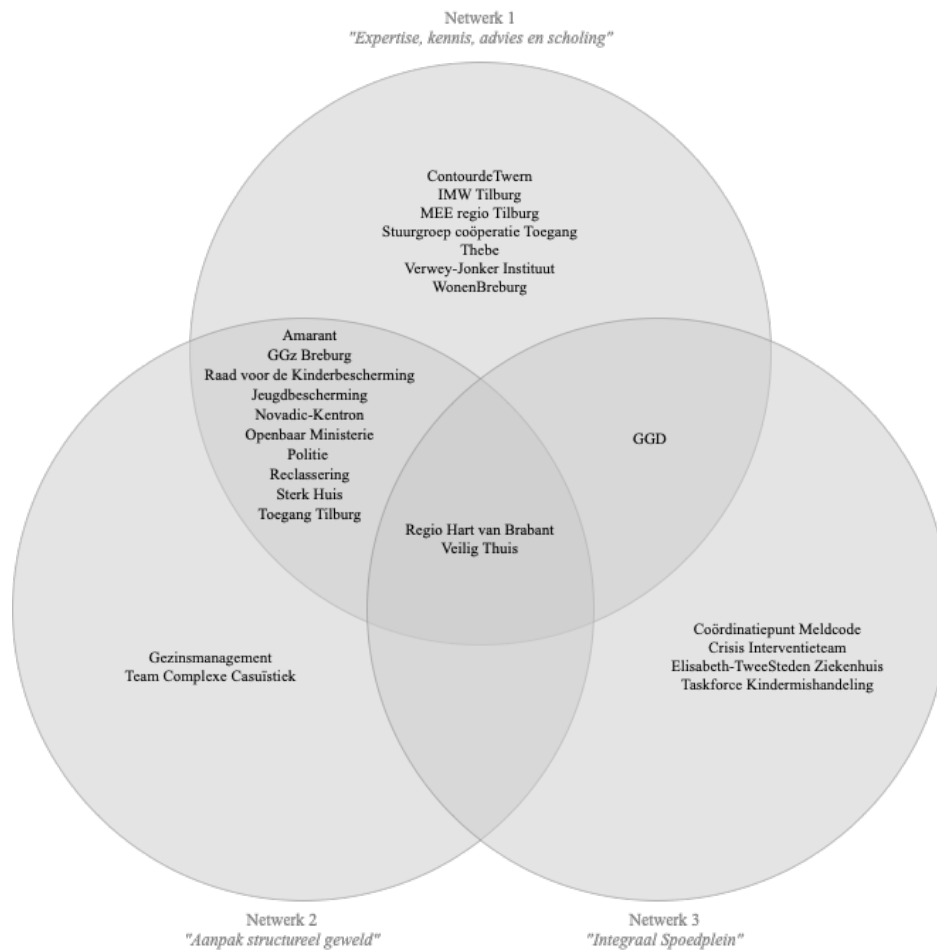 Netwerk 1
"Expertise, kennis, advies en scholing"
ContourdeTwern
IMW Tilburg
MEE regio Tilburg
Stuurgroep coöperatie Toegang
Thebe
Verwey-Jonker Instituut
WonenBreburg
Amarant
GGz Breburg
Raad voor de Kinderbescherming
Jeugdbescherming
Novadic-Kentron
Openbaar Ministerie
Politie
Reclassering
Sterk Huis
Toegang Tilburg
GGD
Regio Hart van Brabant
Veilig Thuis
Gezinsmanagement
Team Complexe Casuïstiek
Coördinatiepunt Meldcode
Crisis Interventieteam
Elisabeth-TweeSteden Ziekenhuis
Taskforce Kindermishandeling
Netwerk 2
"Aanpak structureel geweld"
Netwerk 3
"Integraal Spoedplein"